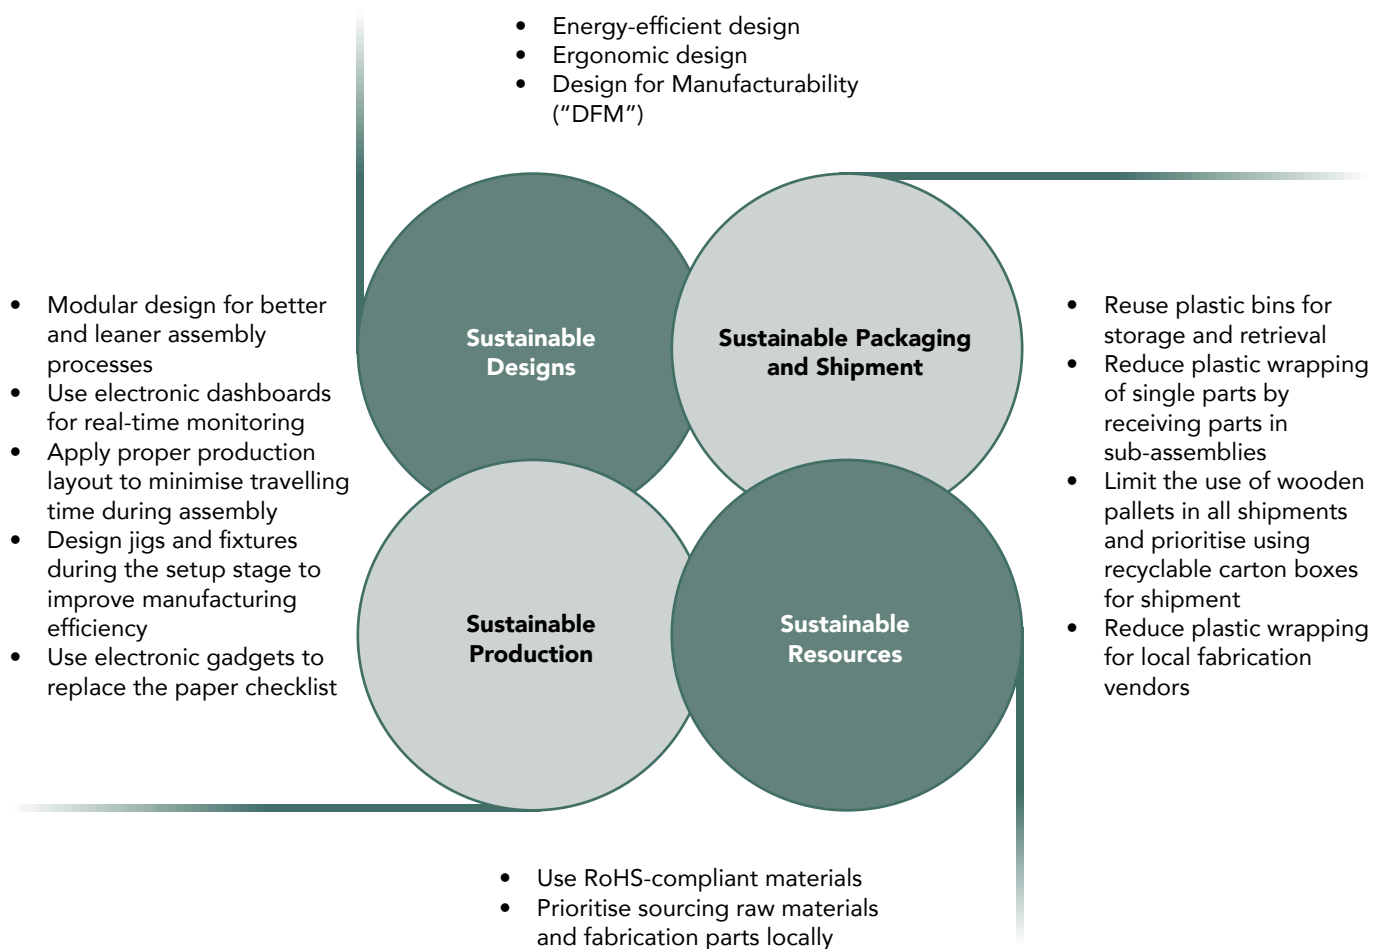 • Energy-efficient design
• Ergonomic design
• Design for Manufacturability
(“DFM”)
Sustainable
Designs
Sustainable Packaging
and Shipment
• Modular design for better
and leaner assembly
processes
• Use electronic dashboards
for real-time monitoring
• Apply proper production
layout to minimise travelling
time during assembly
• Design jigs and fixtures
during the setup stage to
improve manufacturing
efficiency
• Use electronic gadgets to
replace the paper checklist
• Reuse plastic bins for
storage and retrieval
• Reduce plastic wrapping
of single parts by
receiving parts in
sub-assemblies
• Limit the use of wooden
pallets in all shipments
and prioritise using
recyclable carton boxes
for shipment
• Reduce plastic wrapping
for local fabrication
vendors
Sustainable
Production
Sustainable
Resources
• Use RoHS-compliant materials
• Prioritise sourcing raw materials
and fabrication parts locally